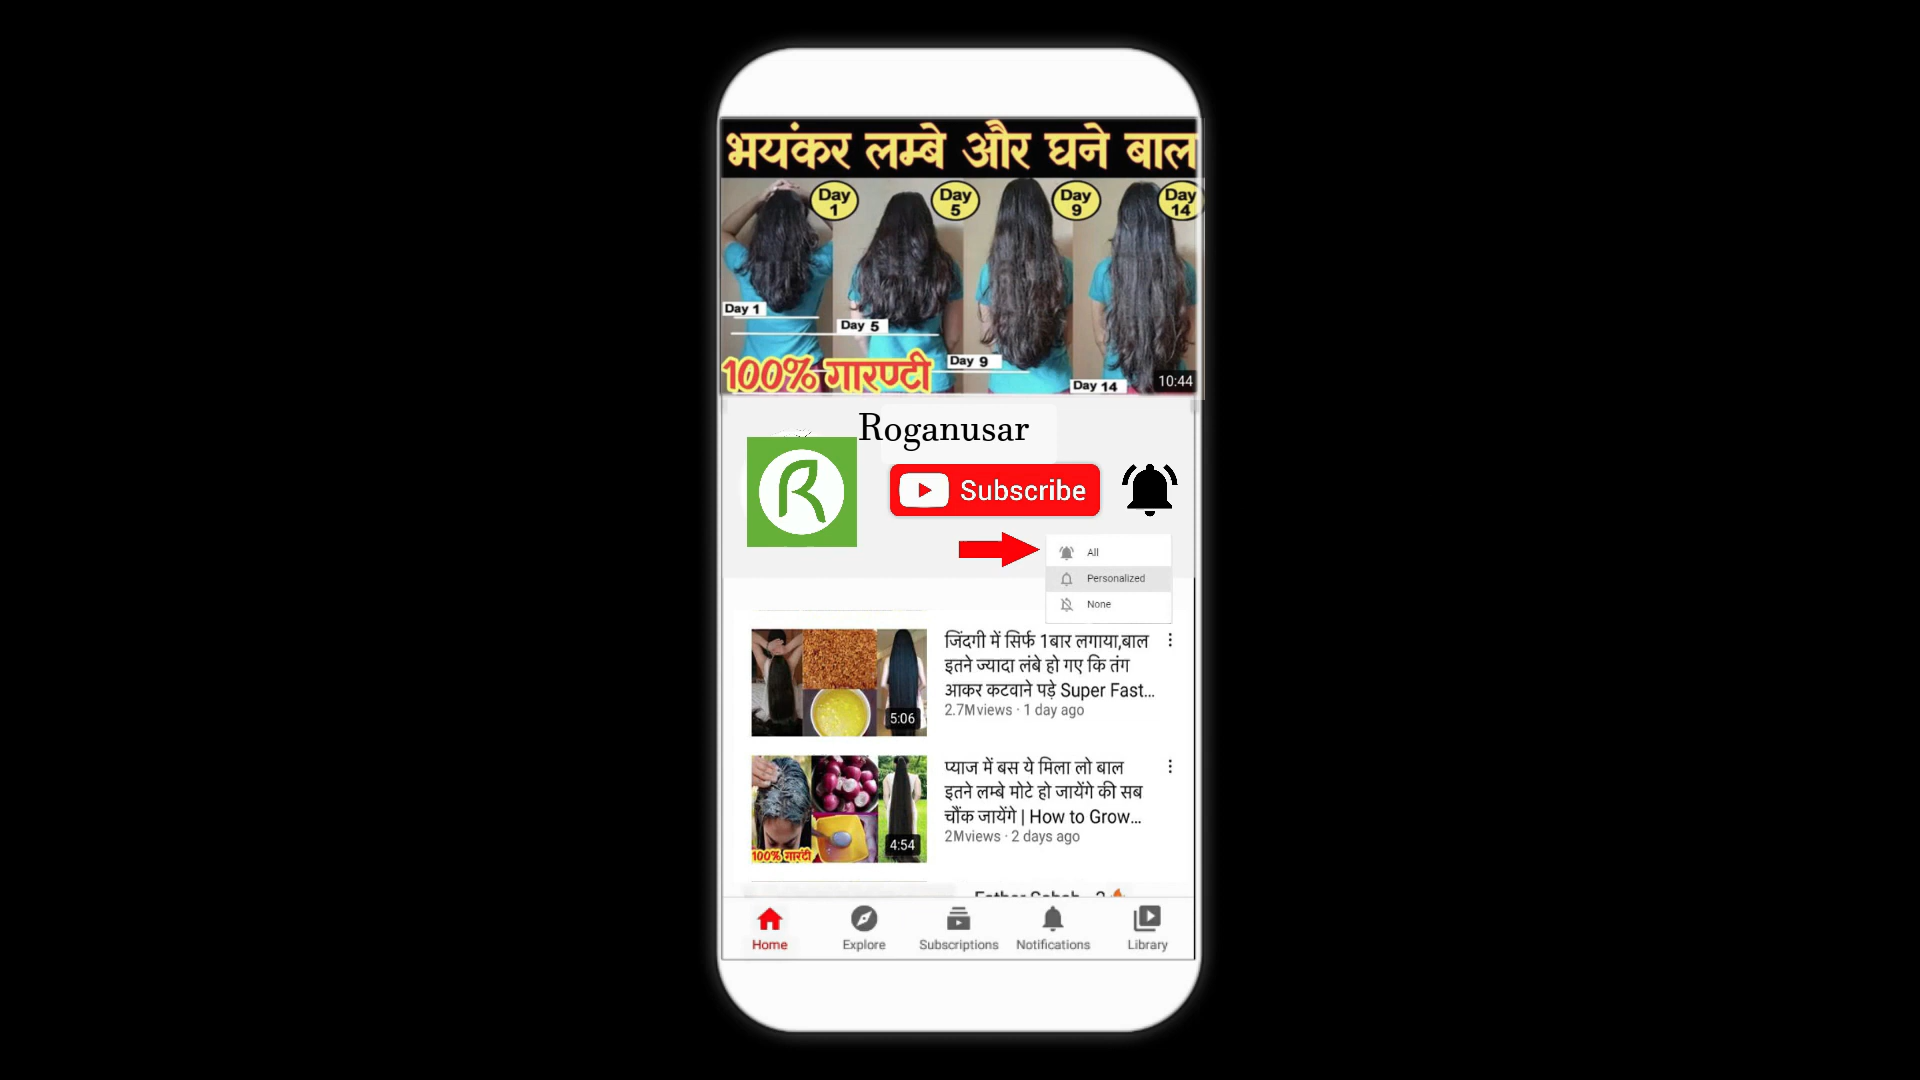 भयंकर लम्बे और घने बाल
Day 1
Day 5
Day 9
Day 14
Day 1
Day 5
Day 9
Day 14
100% गारण्टी
10:44
Roganusar
Subscribe
All
Personalized
None
जिंदगी में सिर्फ 1बार लगाया,बाल
इतने ज्यादा लंबे हो गए कि तंग
आकर कटवाने पड़े Super Fast...
2.7Mviews · 1 day ago
5:06
प्याज में बस ये मिला लो बाल
इतने लम्बे मोटे हो जायेंगे की सब
चौंक जायेंगे | How to Grow...
2Mviews · 2 days ago
100% गारंटी
4:54
Home
Explore
Subscriptions
Notifications
Library